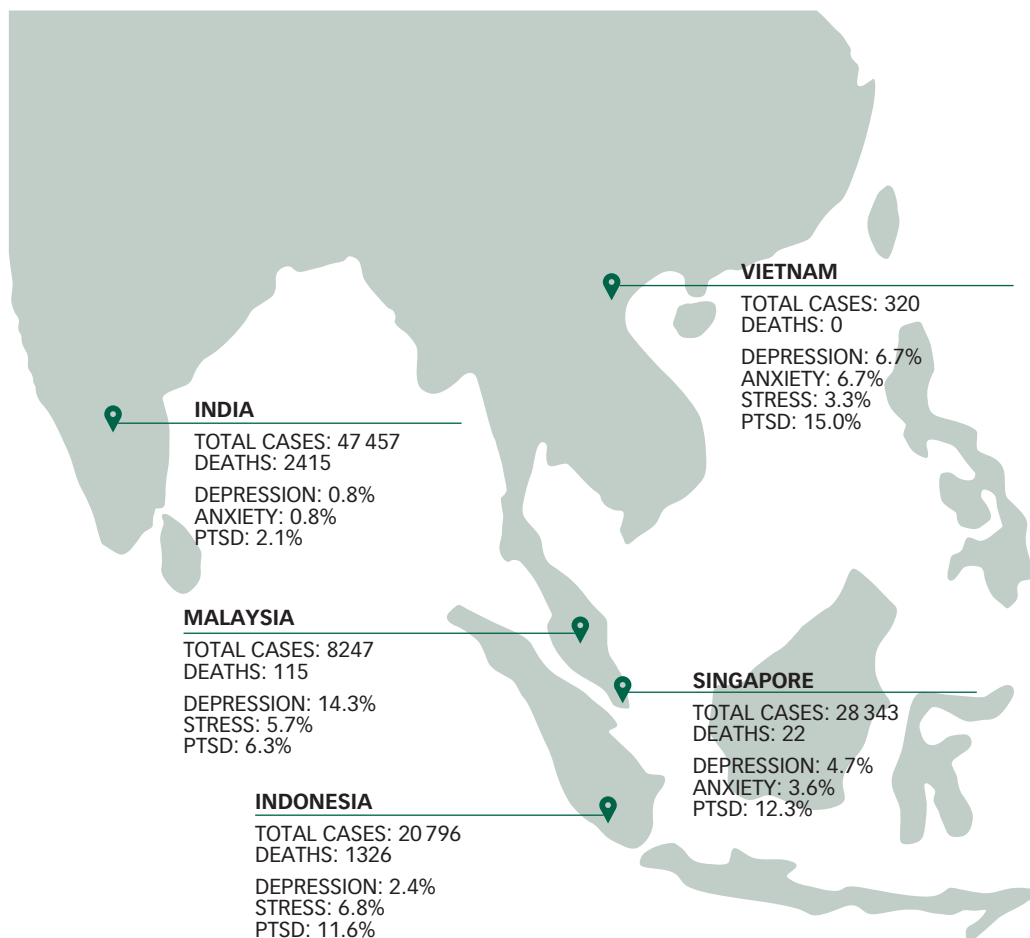 VIETNAM
TOTAL CASES: 320
DEATHS: 0
DEPRESSION: 6.7%
ANXIETY: 6.7%
STRESS: 3.3%
PTSD: 15.0%
INDIA
TOTAL CASES: 47 457
DEATHS: 2415
DEPRESSION: 0.8%
ANXIETY: 0.8%
PTSD: 2.1%
MALAYSIA
TOTAL CASES: 8247
DEATHS: 115
DEPRESSION: 14.3%
STRESS: 5.7%
PTSD: 6.3%
SINGAPORE
TOTAL CASES: 28 343
DEATHS: 22
DEPRESSION: 4.7%
ANXIETY: 3.6%
PTSD: 12.3%
INDONESIA
TOTAL CASES: 20 796
DEATHS: 1326
DEPRESSION: 2.4%
STRESS: 6.8%
PTSD: 11.6%